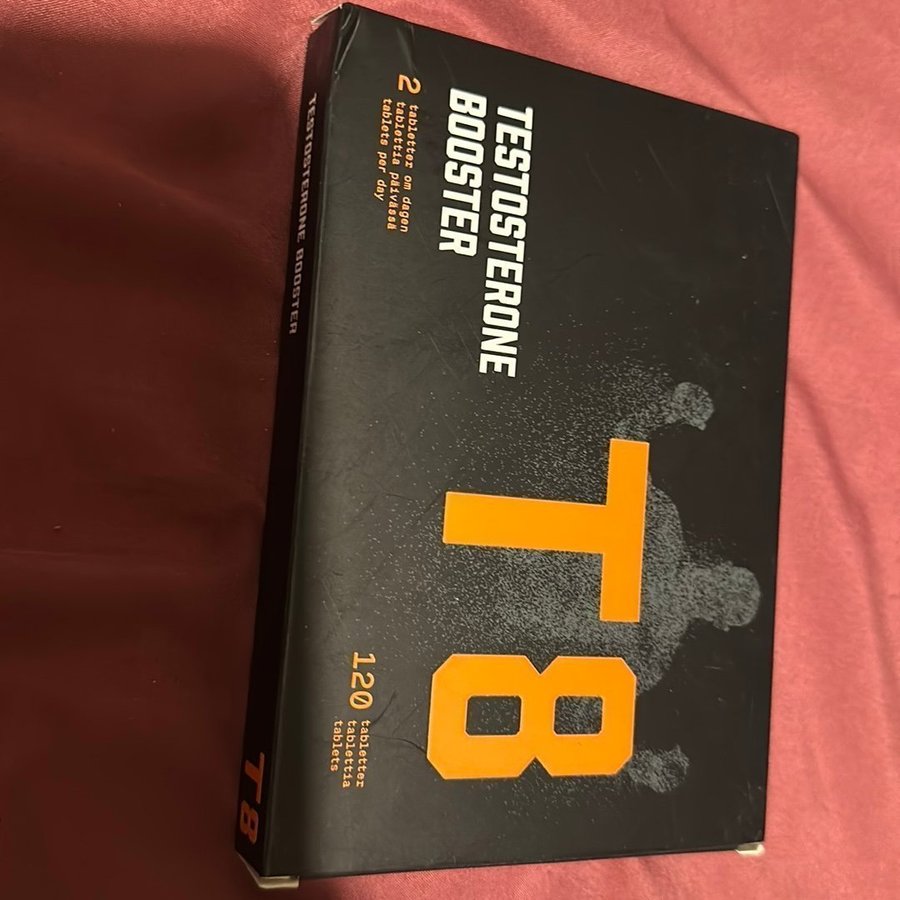 TESTOSTERONE
BOOSTER
2 tabletter om dagen
tablettia päivässä
tablets per day
T8
120 tabletter
tablettia
tablets
TESTOSTERONE BOOSTER
T8